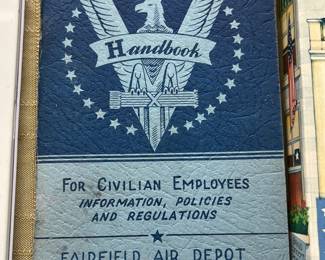 Handbook
FOR CIVILIAN EMPLOYEES
INFORMATION, POLICIES
AND REGULATIONS
FAIRFIELD AIR DEPOT